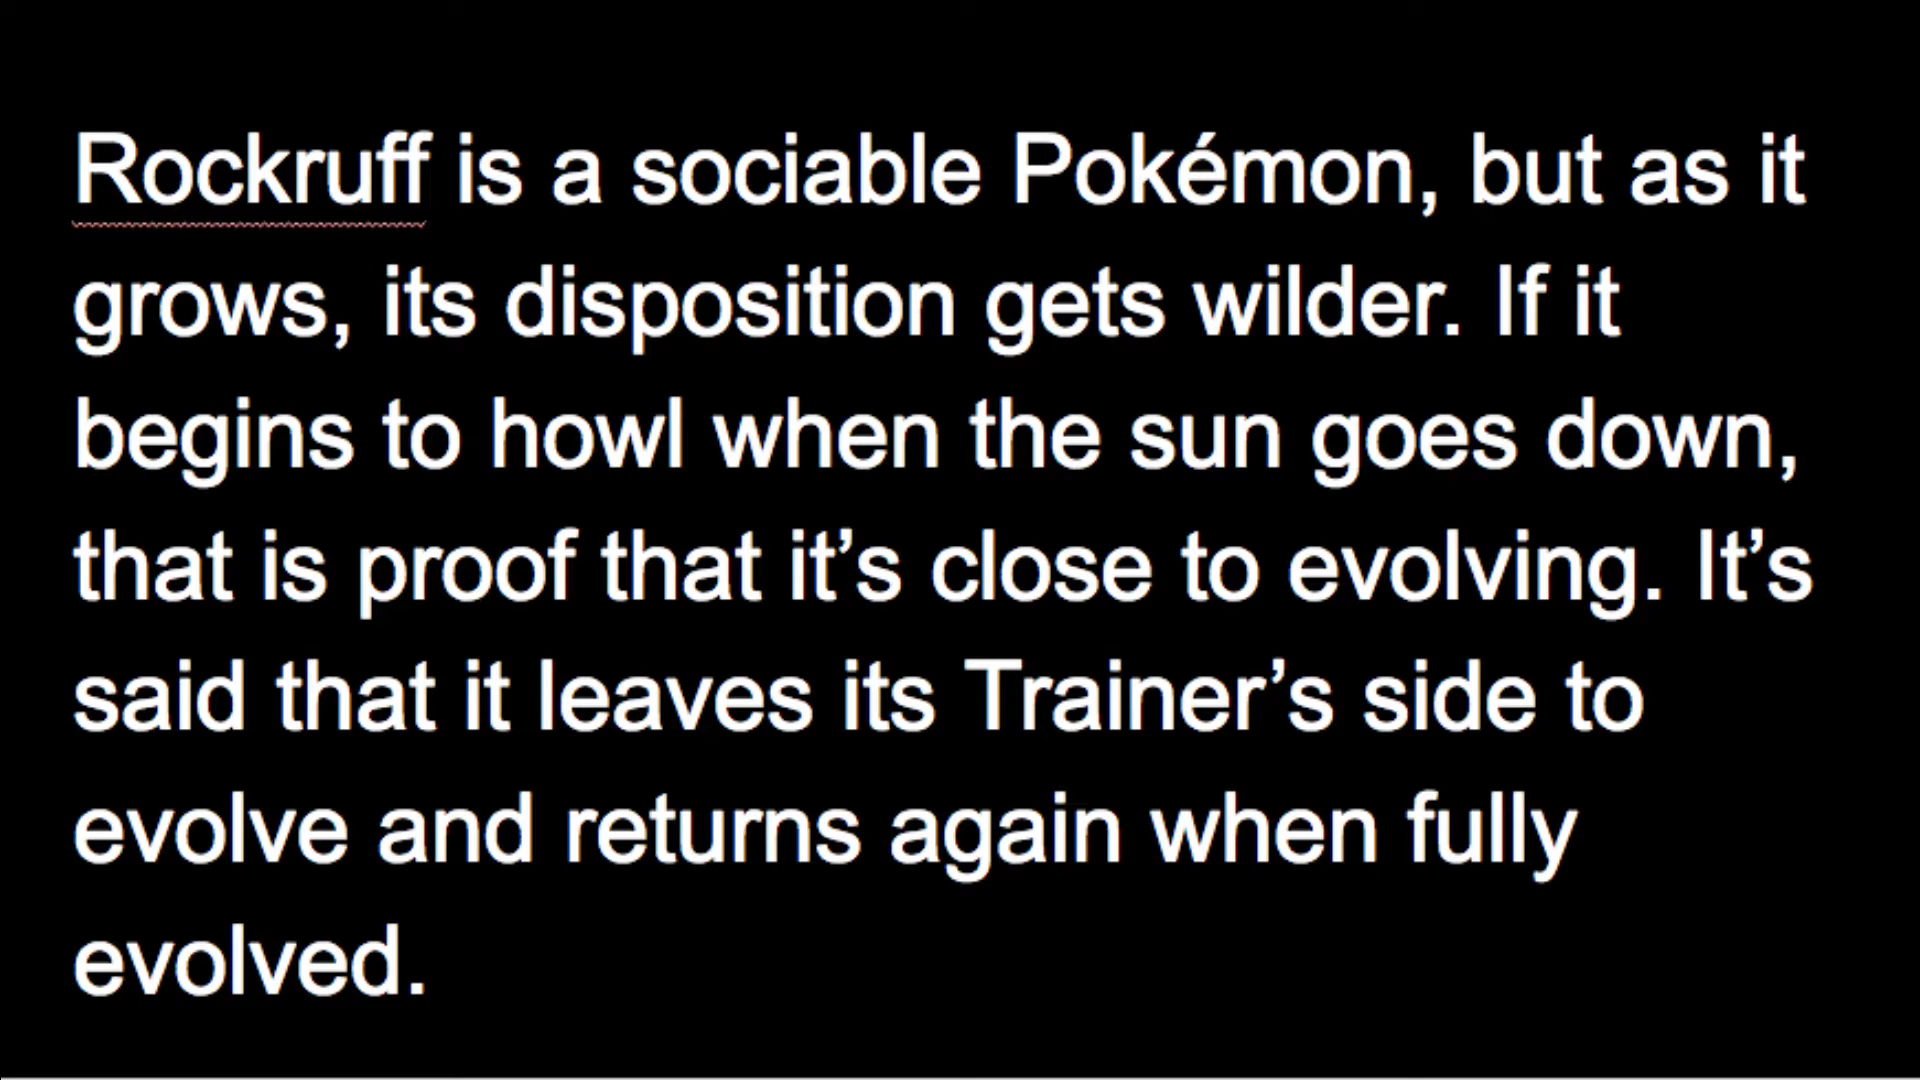 Rockruff is a sociable Pokémon, but as it
grows, its disposition gets wilder. If it
begins to howl when the sun goes down,
that is proof that it’s close to evolving. It’s
said that it leaves its Trainer’s side to
evolve and returns again when fully
evolved.